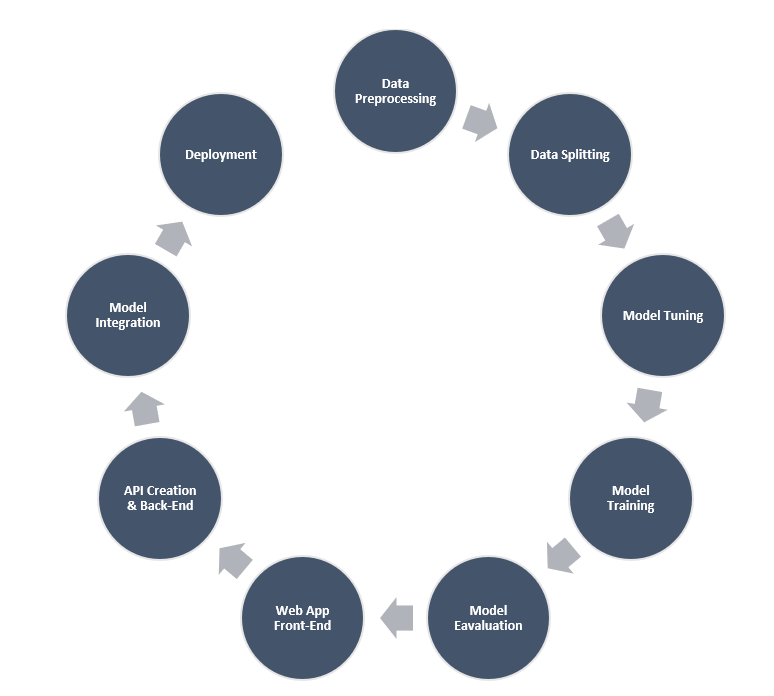 Data
Preprocessing
Data Splitting
Model Tuning
Model
Training
Model
Eavaluation
Web App
Front-End
API Creation
& Back-End
Model
Integration
Deployment